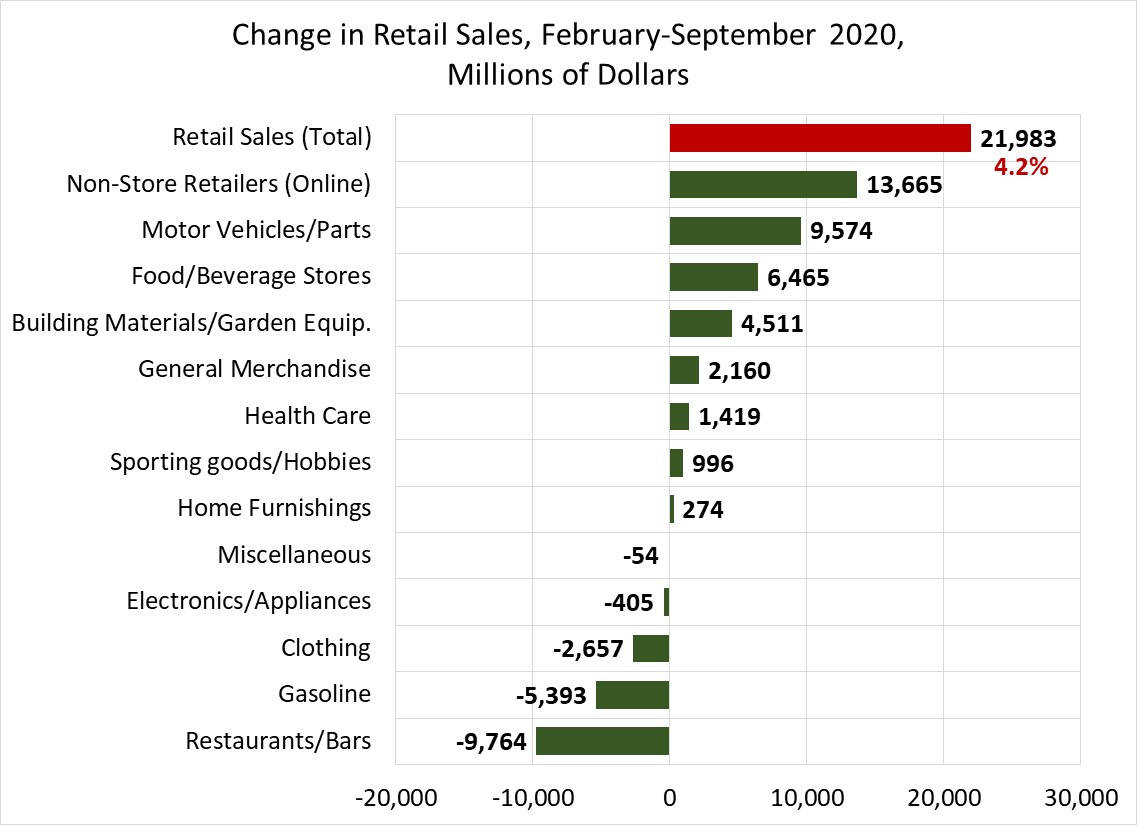 Change in Retail Sales, February-September 2020,
Millions of Dollars
Retail Sales (Total) 21,983
4.2%
Non-Store Retailers (Online) 13,665
Motor Vehicles/Parts 9,574
Food/Beverage Stores 6,465
Building Materials/Garden Equip. 4,511
General Merchandise 2,160
Health Care 1,419
Sporting goods/Hobbies 996
Home Furnishings 274
Miscellaneous -54
Electronics/Appliances -405
Clothing -2,657
Gasoline -5,393
Restaurants/Bars -9,764
-20,000 -10,000 0 10,000 20,000 30,000